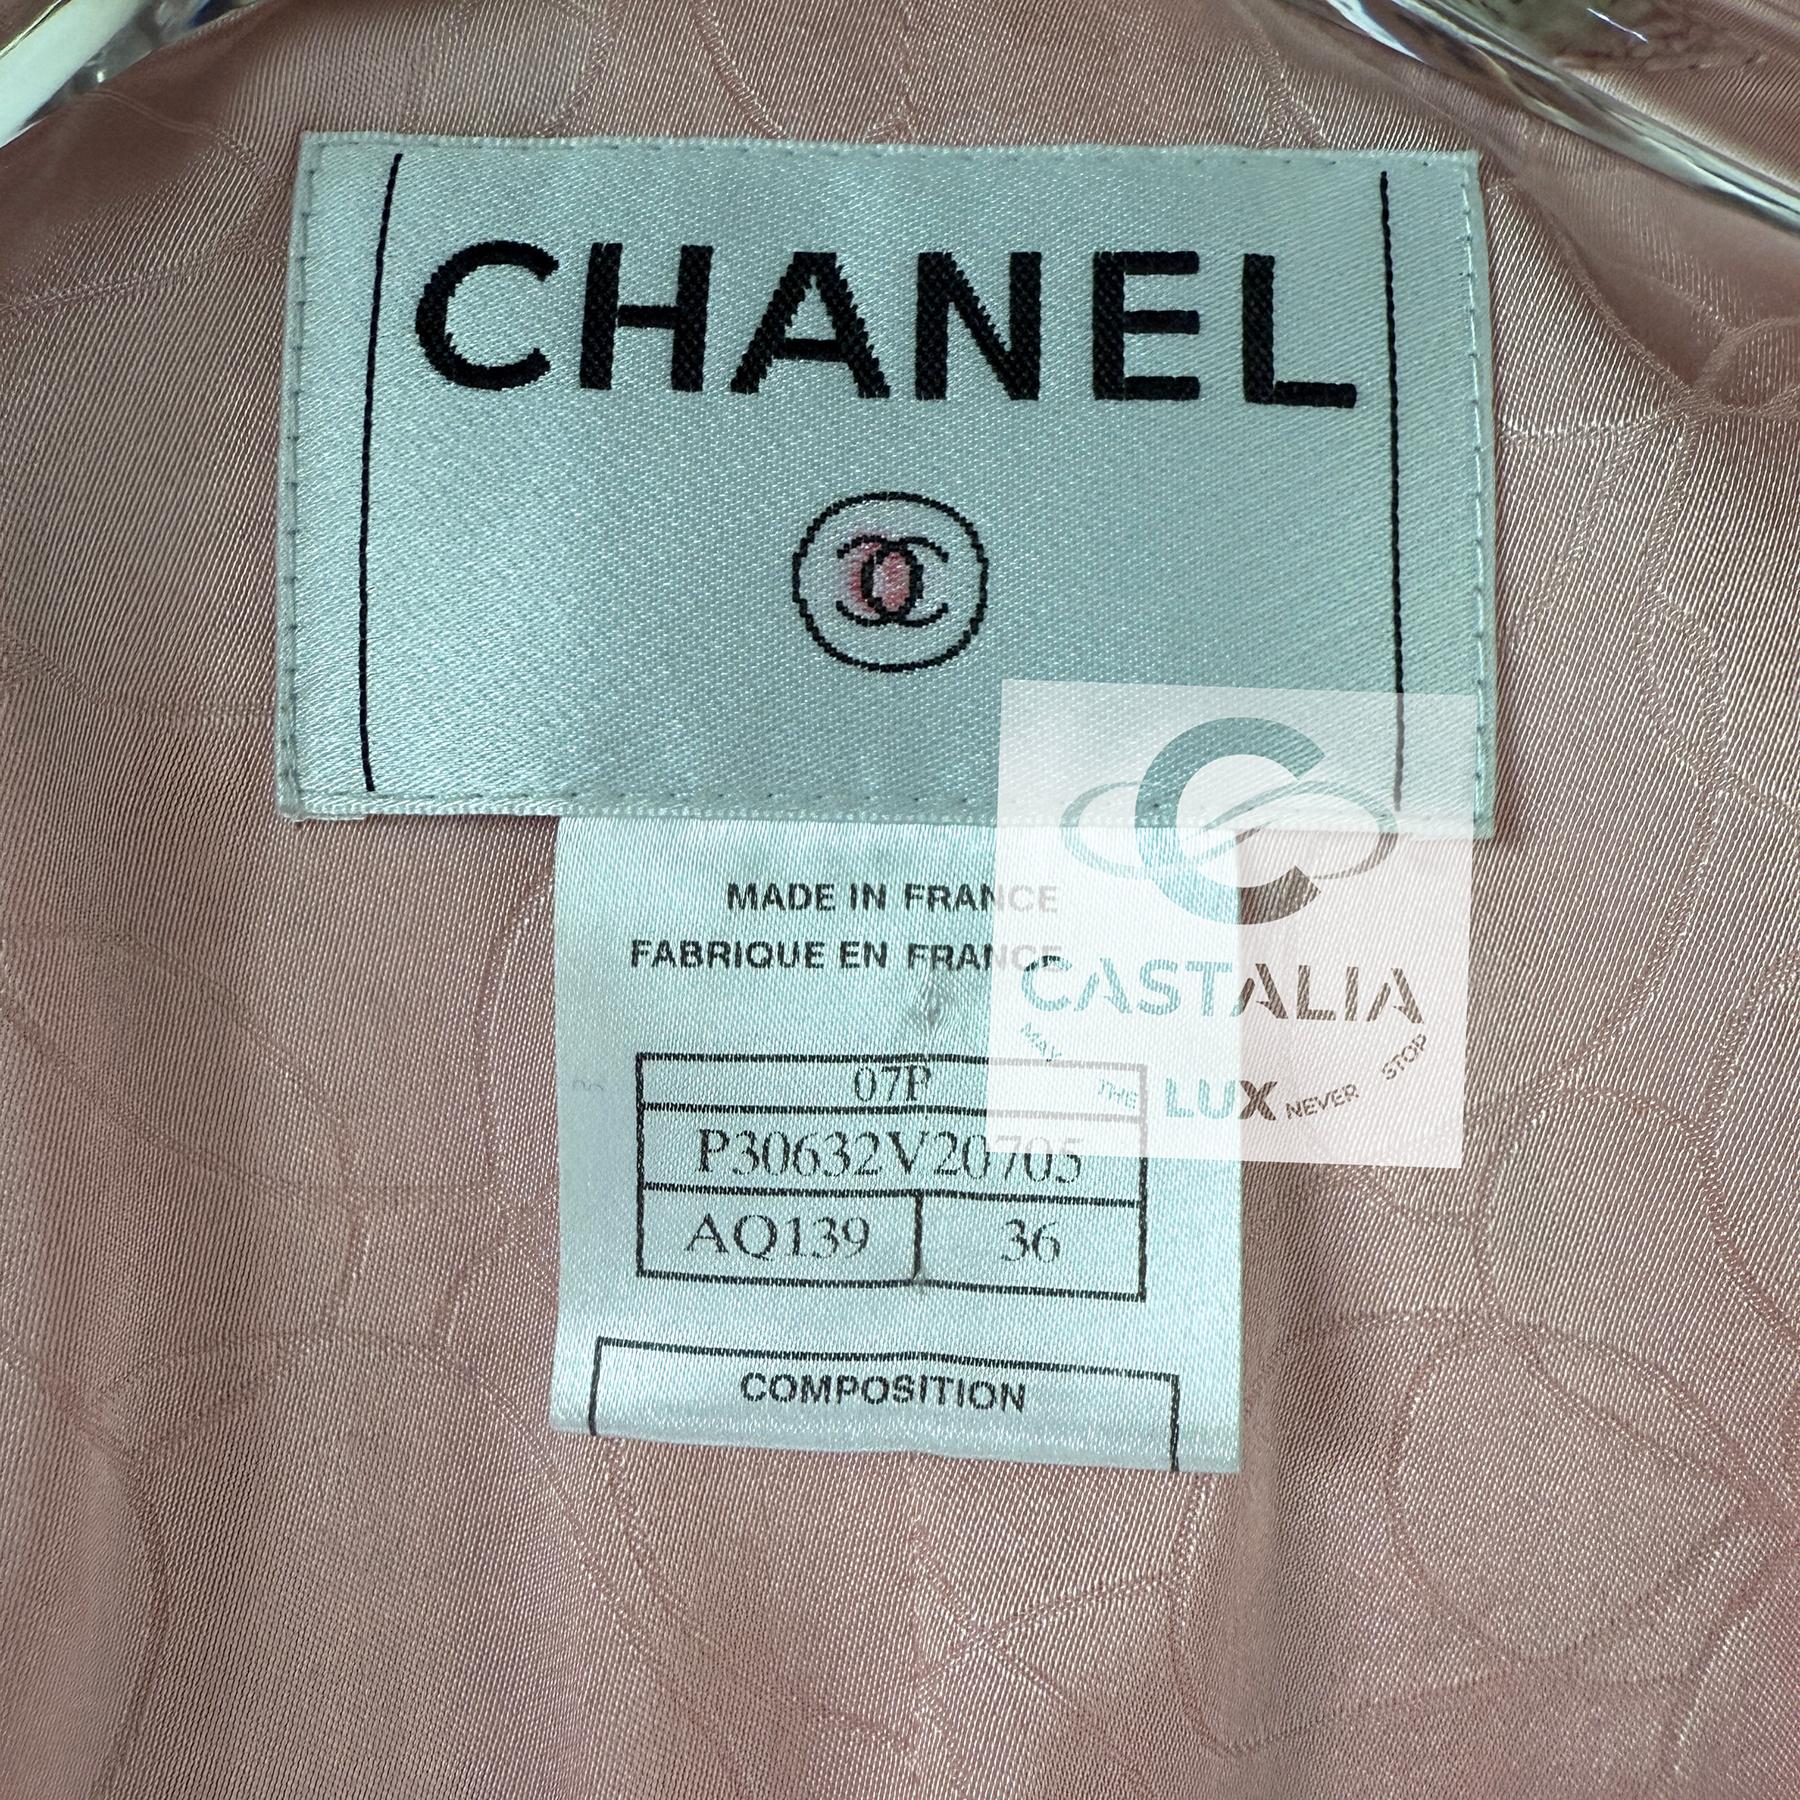 CHANEL
MADE IN FRANCE
FABRIQUE EN FRANCE
07P
P30632V20705
AQ139 36
COMPOSITION
CASTALIA
MAY THE LUX NEVER STOP